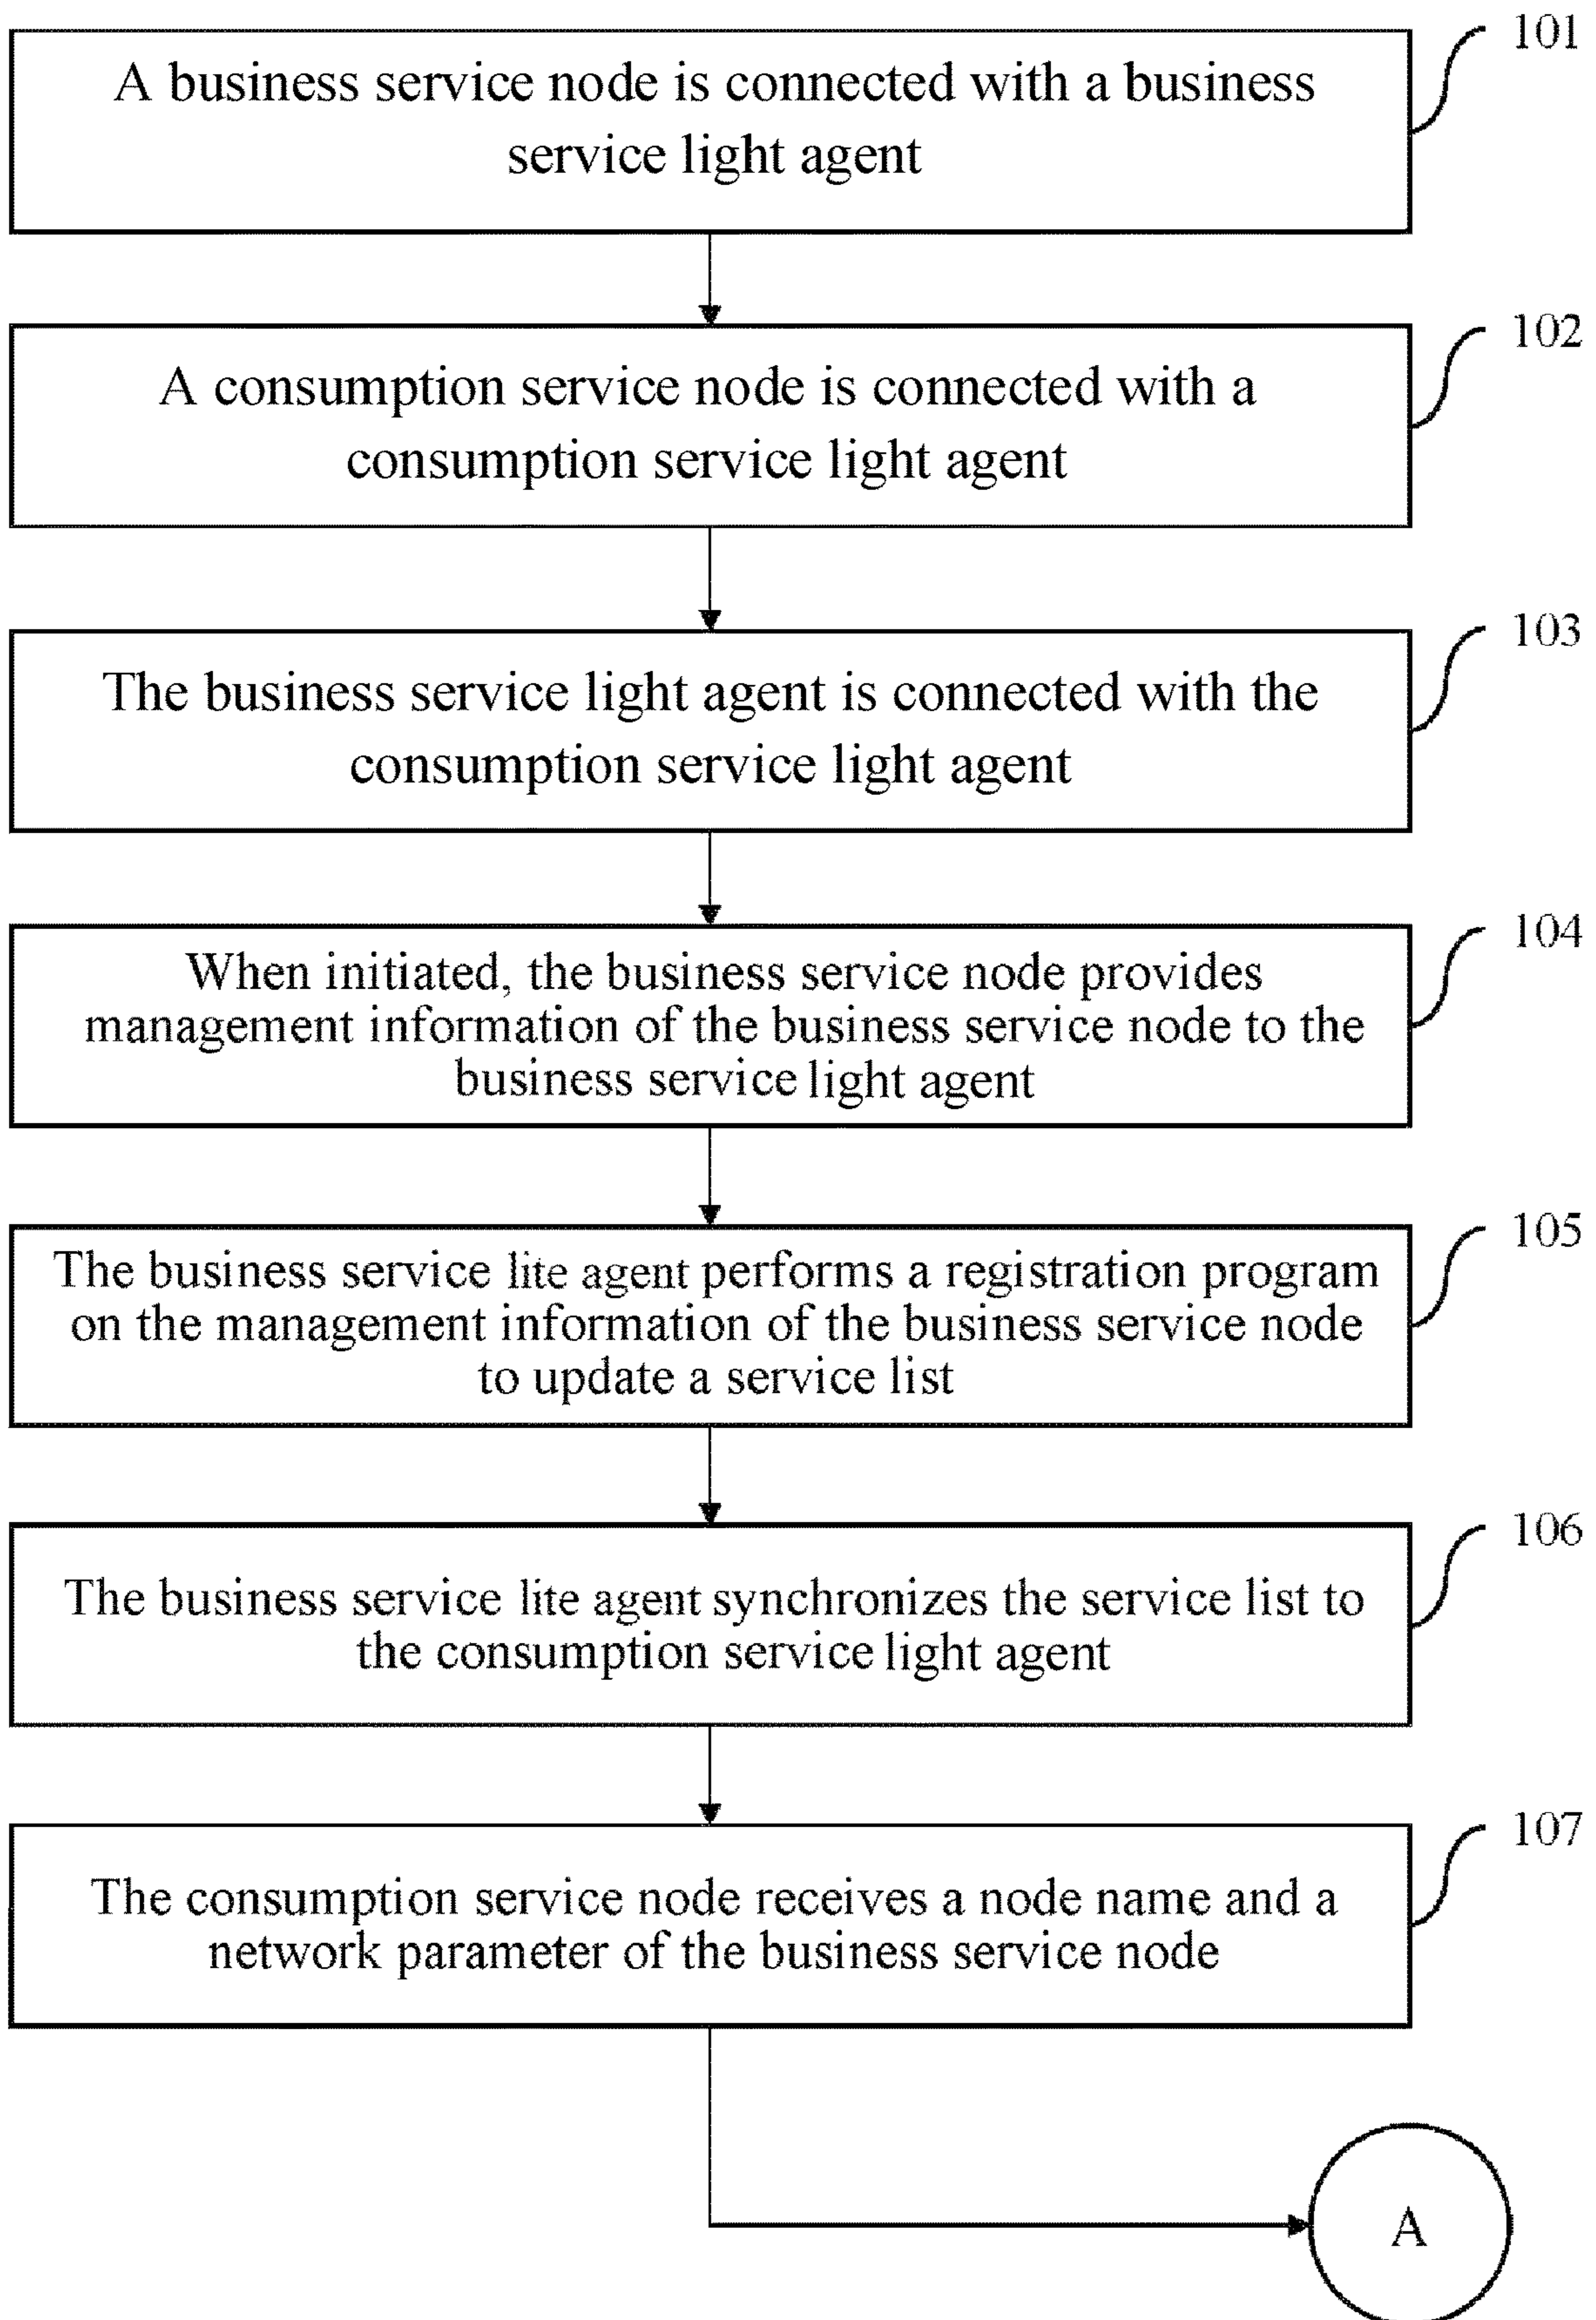 101
A business service node is connected with a business
service light agent
102
A consumption service node is connected with a
consumption service light agent
103
The business service light agent is connected with the
consumption service light agent
104
When initiated, the business service node provides
management information of the business service node to the
business service light agent
105
The business service lite agent performs a registration program
on the management information of the business service node
to update a service list
106
The business service lite agent synchronizes the service list to
the consumption service light agent
107
The consumption service node receives a node name and a
network parameter of the business service node
A